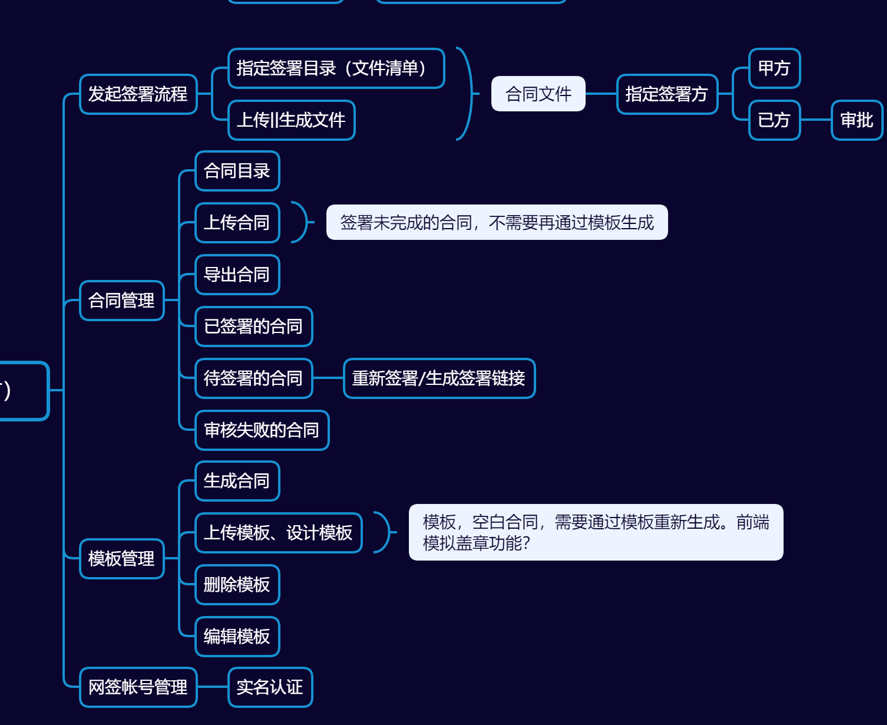 发起签署流程
指定签署目录（文件清单）
上传||生成文件
合同文件
指定签署方
甲方
已方
审批
合同管理
合同目录
上传合同
签署未完成的合同，不需要再通过模板生成
导出合同
已签署的合同
待签署的合同
重新签署/生成签署链接
审核失败的合同
模板管理
生成合同
上传模板、设计模板
模板，空白合同，需要通过模板重新生成。前端
模拟盖章功能？
删除模板
编辑模板
网签帐号管理
实名认证